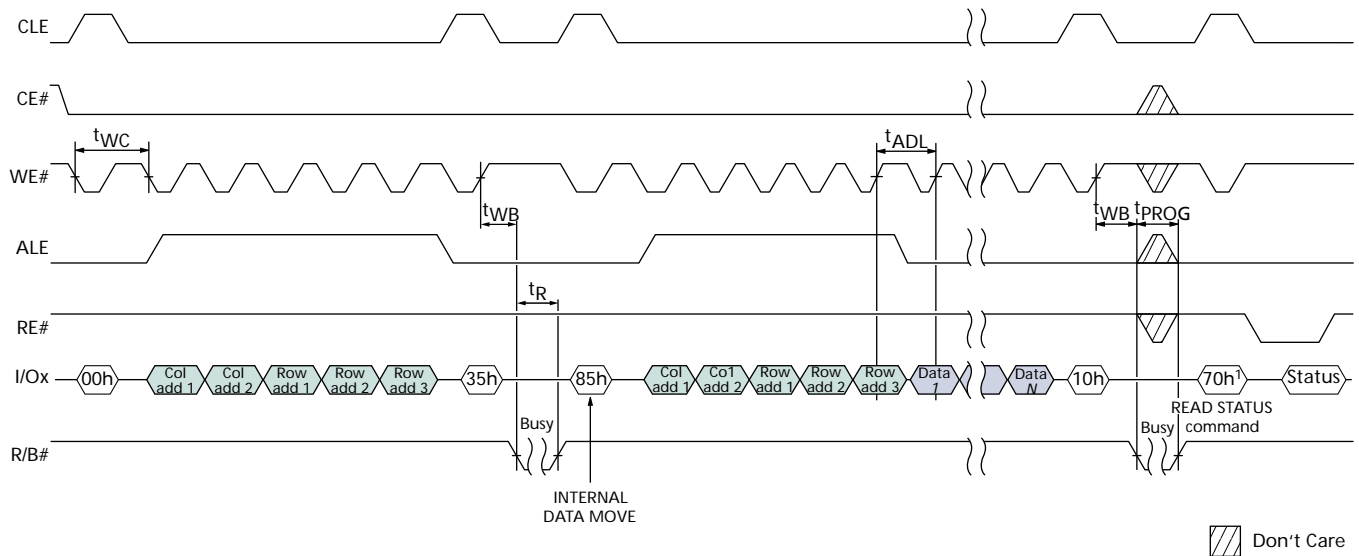 CLE
CE#
tWC
tADL
WE#
tWB
tWB
tPROG
ALE
tR
RE#
I/Ox
00h
Col add 1
Col add 2
Row add 1
Row add 2
Row add 3
35h
85h
Col add 1
Co1 add 2
Row add 1
Row add 2
Row add 3
Data 1
Data N
10h
70h1
Status
READ STATUS
command
Busy
Busy
R/B#
INTERNAL
DATA MOVE
Don't Care